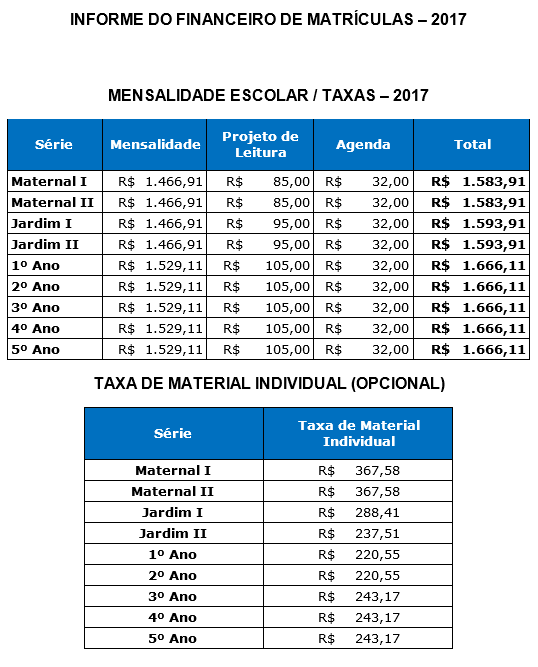 INFORME DO FINANCEIRO DE MATRÍCULAS – 2017
MENSALIDADE ESCOLAR / TAXAS – 2017
Série Mensalidade Projeto de Leitura Agenda Total
Maternal I R$ 1.466,91 R$ 85,00 R$ 32,00 R$ 1.583,91
Maternal II R$ 1.466,91 R$ 85,00 R$ 32,00 R$ 1.583,91
Jardim I R$ 1.466,91 R$ 95,00 R$ 32,00 R$ 1.593,91
Jardim II R$ 1.466,91 R$ 95,00 R$ 32,00 R$ 1.593,91
1º Ano R$ 1.529,11 R$ 105,00 R$ 32,00 R$ 1.666,11
2º Ano R$ 1.529,11 R$ 105,00 R$ 32,00 R$ 1.666,11
3º Ano R$ 1.529,11 R$ 105,00 R$ 32,00 R$ 1.666,11
4º Ano R$ 1.529,11 R$ 105,00 R$ 32,00 R$ 1.666,11
5º Ano R$ 1.529,11 R$ 105,00 R$ 32,00 R$ 1.666,11
TAXA DE MATERIAL INDIVIDUAL (OPCIONAL)
Série Taxa de Material Individual
Maternal I R$ 367,58
Maternal II R$ 367,58
Jardim I R$ 288,41
Jardim II R$ 237,51
1º Ano R$ 220,55
2º Ano R$ 220,55
3º Ano R$ 243,17
4º Ano R$ 243,17
5º Ano R$ 243,17